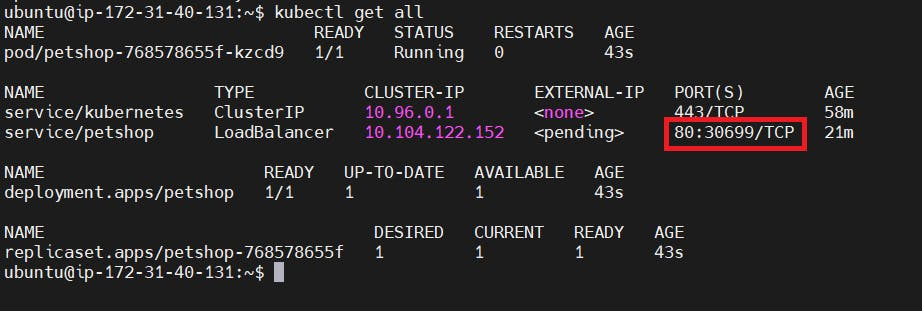 ubuntu@ip-172-31-40-131:~$ kubectl get all
NAME READY STATUS RESTARTS AGE
pod/petshop-768578655f-kzcd9 1/1 Running 0 43s
NAME TYPE CLUSTER-IP EXTERNAL-IP PORT(S) AGE
service/kubernetes ClusterIP 10.96.0.1 <none> 443/TCP 58m
service/petshop LoadBalancer 10.104.122.152 <pending> 80:30699/TCP 21m
NAME READY UP-TO-DATE AVAILABLE AGE
deployment.apps/petshop 1/1 1 1 43s
NAME DESIRED CURRENT READY AGE
replicaset.apps/petshop-768578655f 1 1 1 43s
ubuntu@ip-172-31-40-131:~$